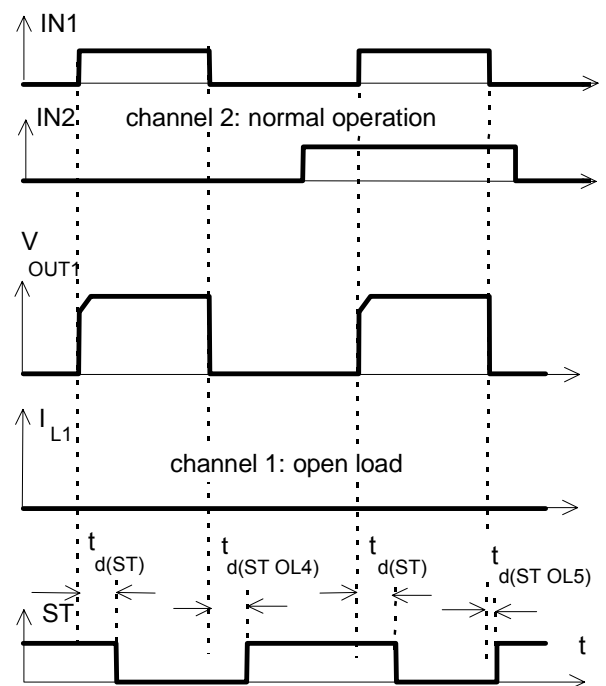 IN1
IN2 channel 2: normal operation
V
OUT1
I L1
channel 1: open load
t d(ST) t d(ST OL4) t d(ST) t d(ST OL5)
ST t